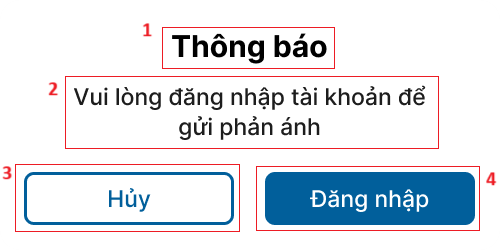 1
Thông báo
2
Vui lòng đăng nhập tài khoản để
gửi phản ánh
3
Hủy
Đăng nhập
4